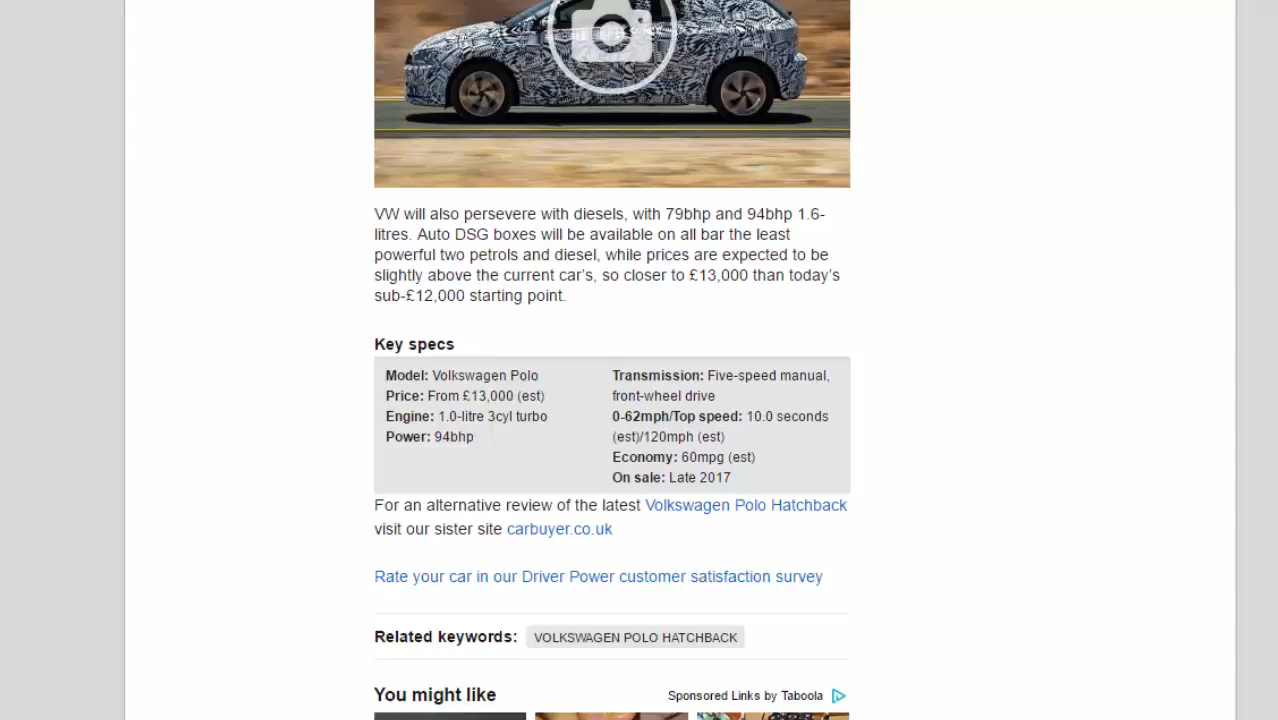 VW will also persevere with diesels, with 79bhp and 94bhp 1.6-
litres. Auto DSG boxes will be available on all bar the least
powerful two petrols and diesel, while prices are expected to be
slightly above the current car’s, so closer to £13,000 than today’s
sub-£12,000 starting point.
Key specs
Model: Volkswagen Polo
Price: From £13,000 (est)
Engine: 1.0-litre 3cyl turbo
Power: 94bhp
Transmission: Five-speed manual,
front-wheel drive
0-62mph/Top speed: 10.0 seconds
(est)/120mph (est)
Economy: 60mpg (est)
On sale: Late 2017
For an alternative review of the latest Volkswagen Polo Hatchback
visit our sister site carbuyer.co.uk
Rate your car in our Driver Power customer satisfaction survey
Related keywords: VOLKSWAGEN POLO HATCHBACK
You might like
Sponsored Links by Taboola